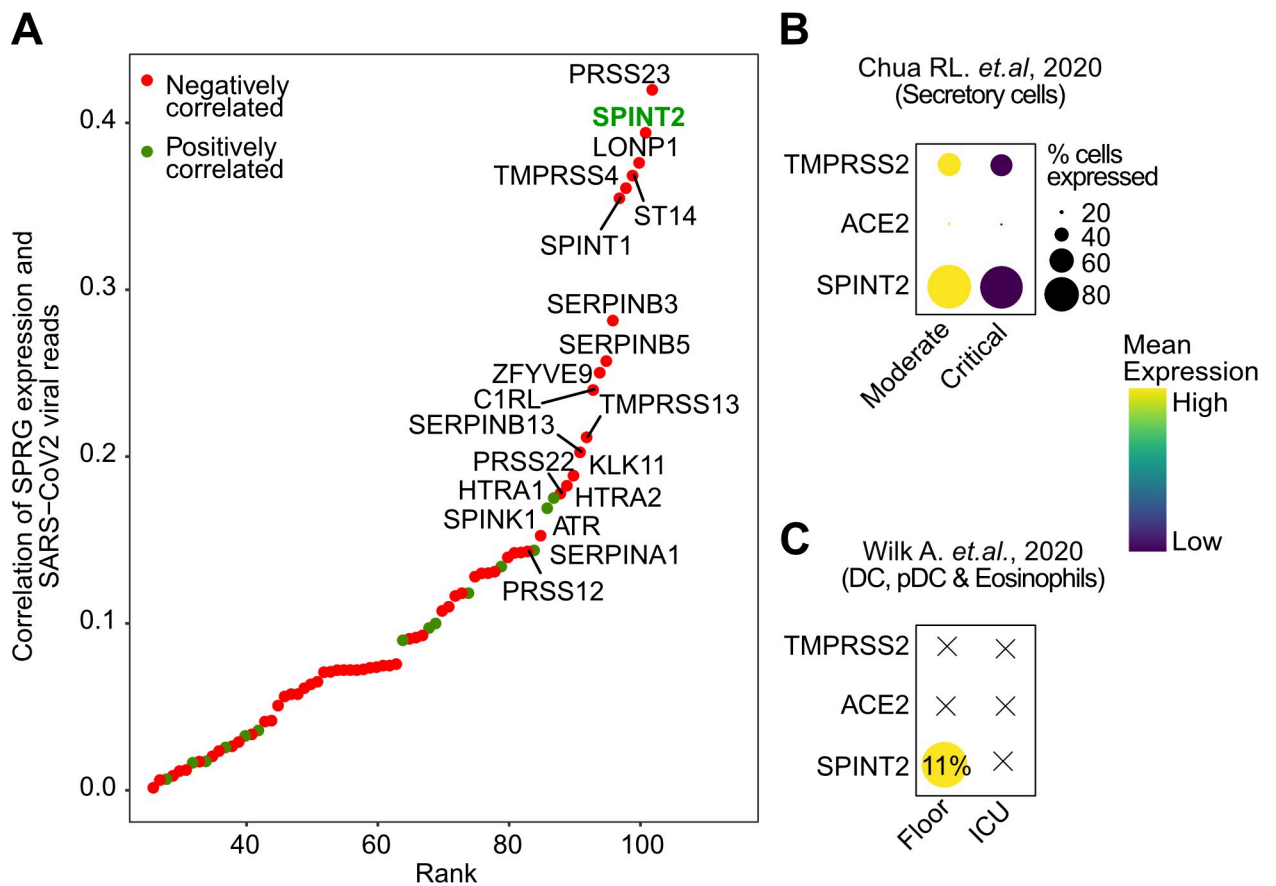 A
Correlation of SPRG expression and
SARS−CoV2 viral reads
0.4
0.3
0.2
0.1
0.0
Negatively
correlated
Positively
correlated
PRSS23
SPINT2
LONP1
TMPRSS4
ST14
SPINT1
SERPINB3
SERPINB5
ZFYVE9
C1RL
TMPRSS13
SERPINB13
PRSS22
KLK11
HTRA1
HTRA2
SPINK1
ATR
SERPINA1
PRSS12
40
60
80
100
Rank
B
Chua RL. et.al, 2020
(Secretory cells)
TMPRSS2
ACE2
SPINT2
Moderate
Critical
% cells
expressed
20
40
60
80
Mean
Expression
High
Low
C
Wilk A. et.al., 2020
(DC, pDC & Eosinophils)
TMPRSS2
ACE2
SPINT2
11%
Floor
ICU